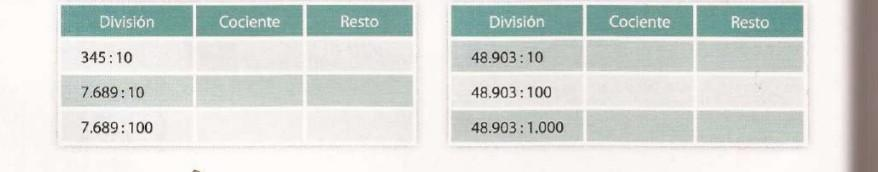 División Cociente Resto
345 : 10
7.689 : 10
7.689 : 100
División Cociente Resto
48.903 : 10
48.903 : 100
48.903 : 1.000